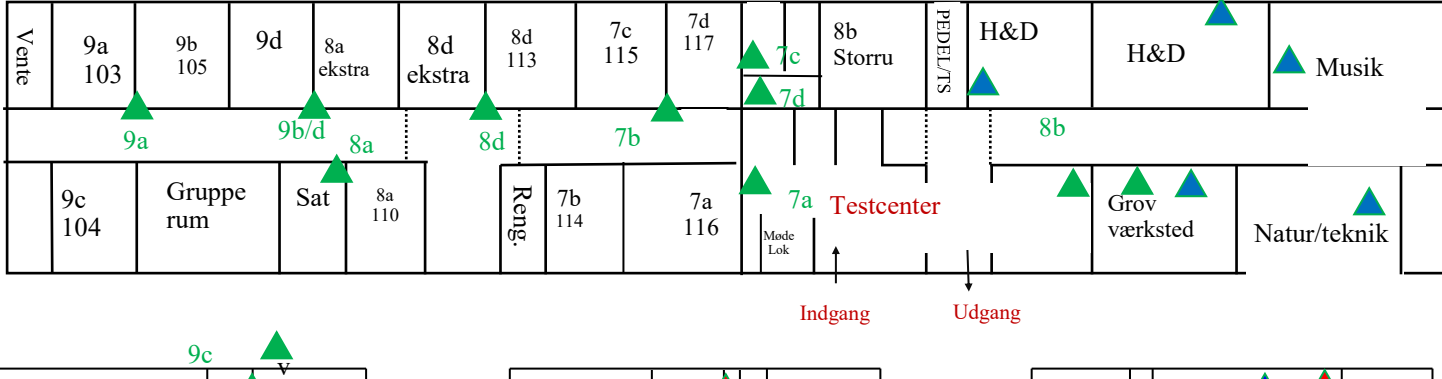 Vente
9a
103
9b
105
9d
8a
ekstra
8d
ekstra
8d
113
7c
115
7d
117
7c
7d
8b
Storru
PEDEL/TS
H&D
H&D
Musik
9a
9b/d
8a
8d
7b
8b
9c
104
Gruppe
rum
Sat
8a
110
Reng.
7b
114
7a
116
7a
Møde
Lok
Testcenter
Grov
værksted
Natur/teknik
Indgang
Udgang
9c
v